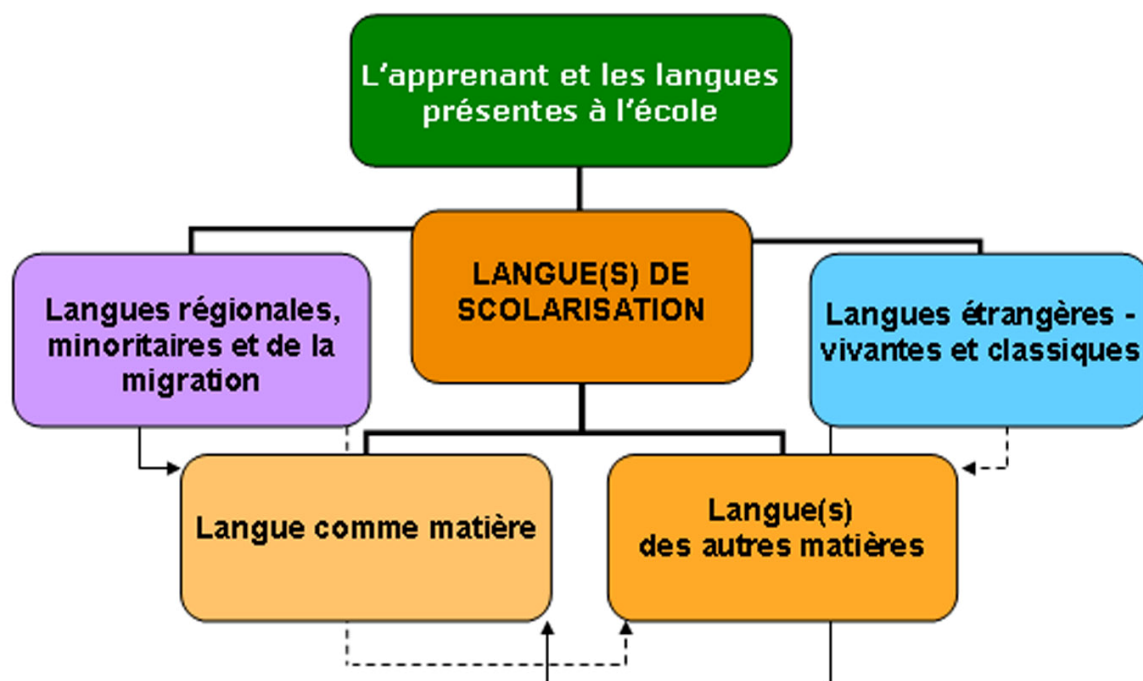 L'apprenant et les langues
présentes à l'école
LANGUE(S) DE
SCOLARISATION
Langues régionales,
minoritaires et de la
migration
Langues étrangères -
vivantes et classiques
Langue comme matière
Langue(s)
des autres matières